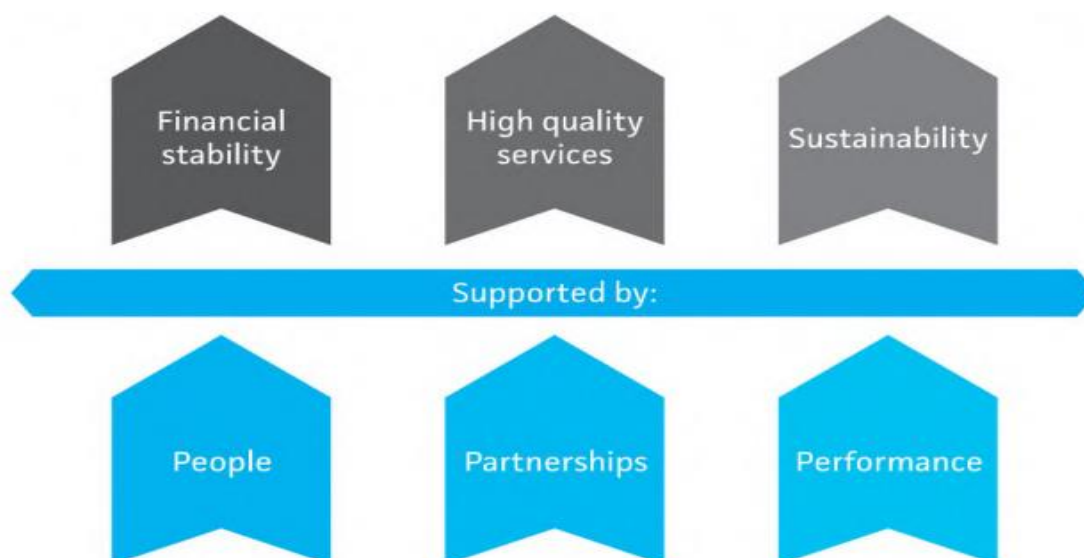 Financial
stability
High quality
services
Sustainability
Supported by:
People
Partnerships
Performance